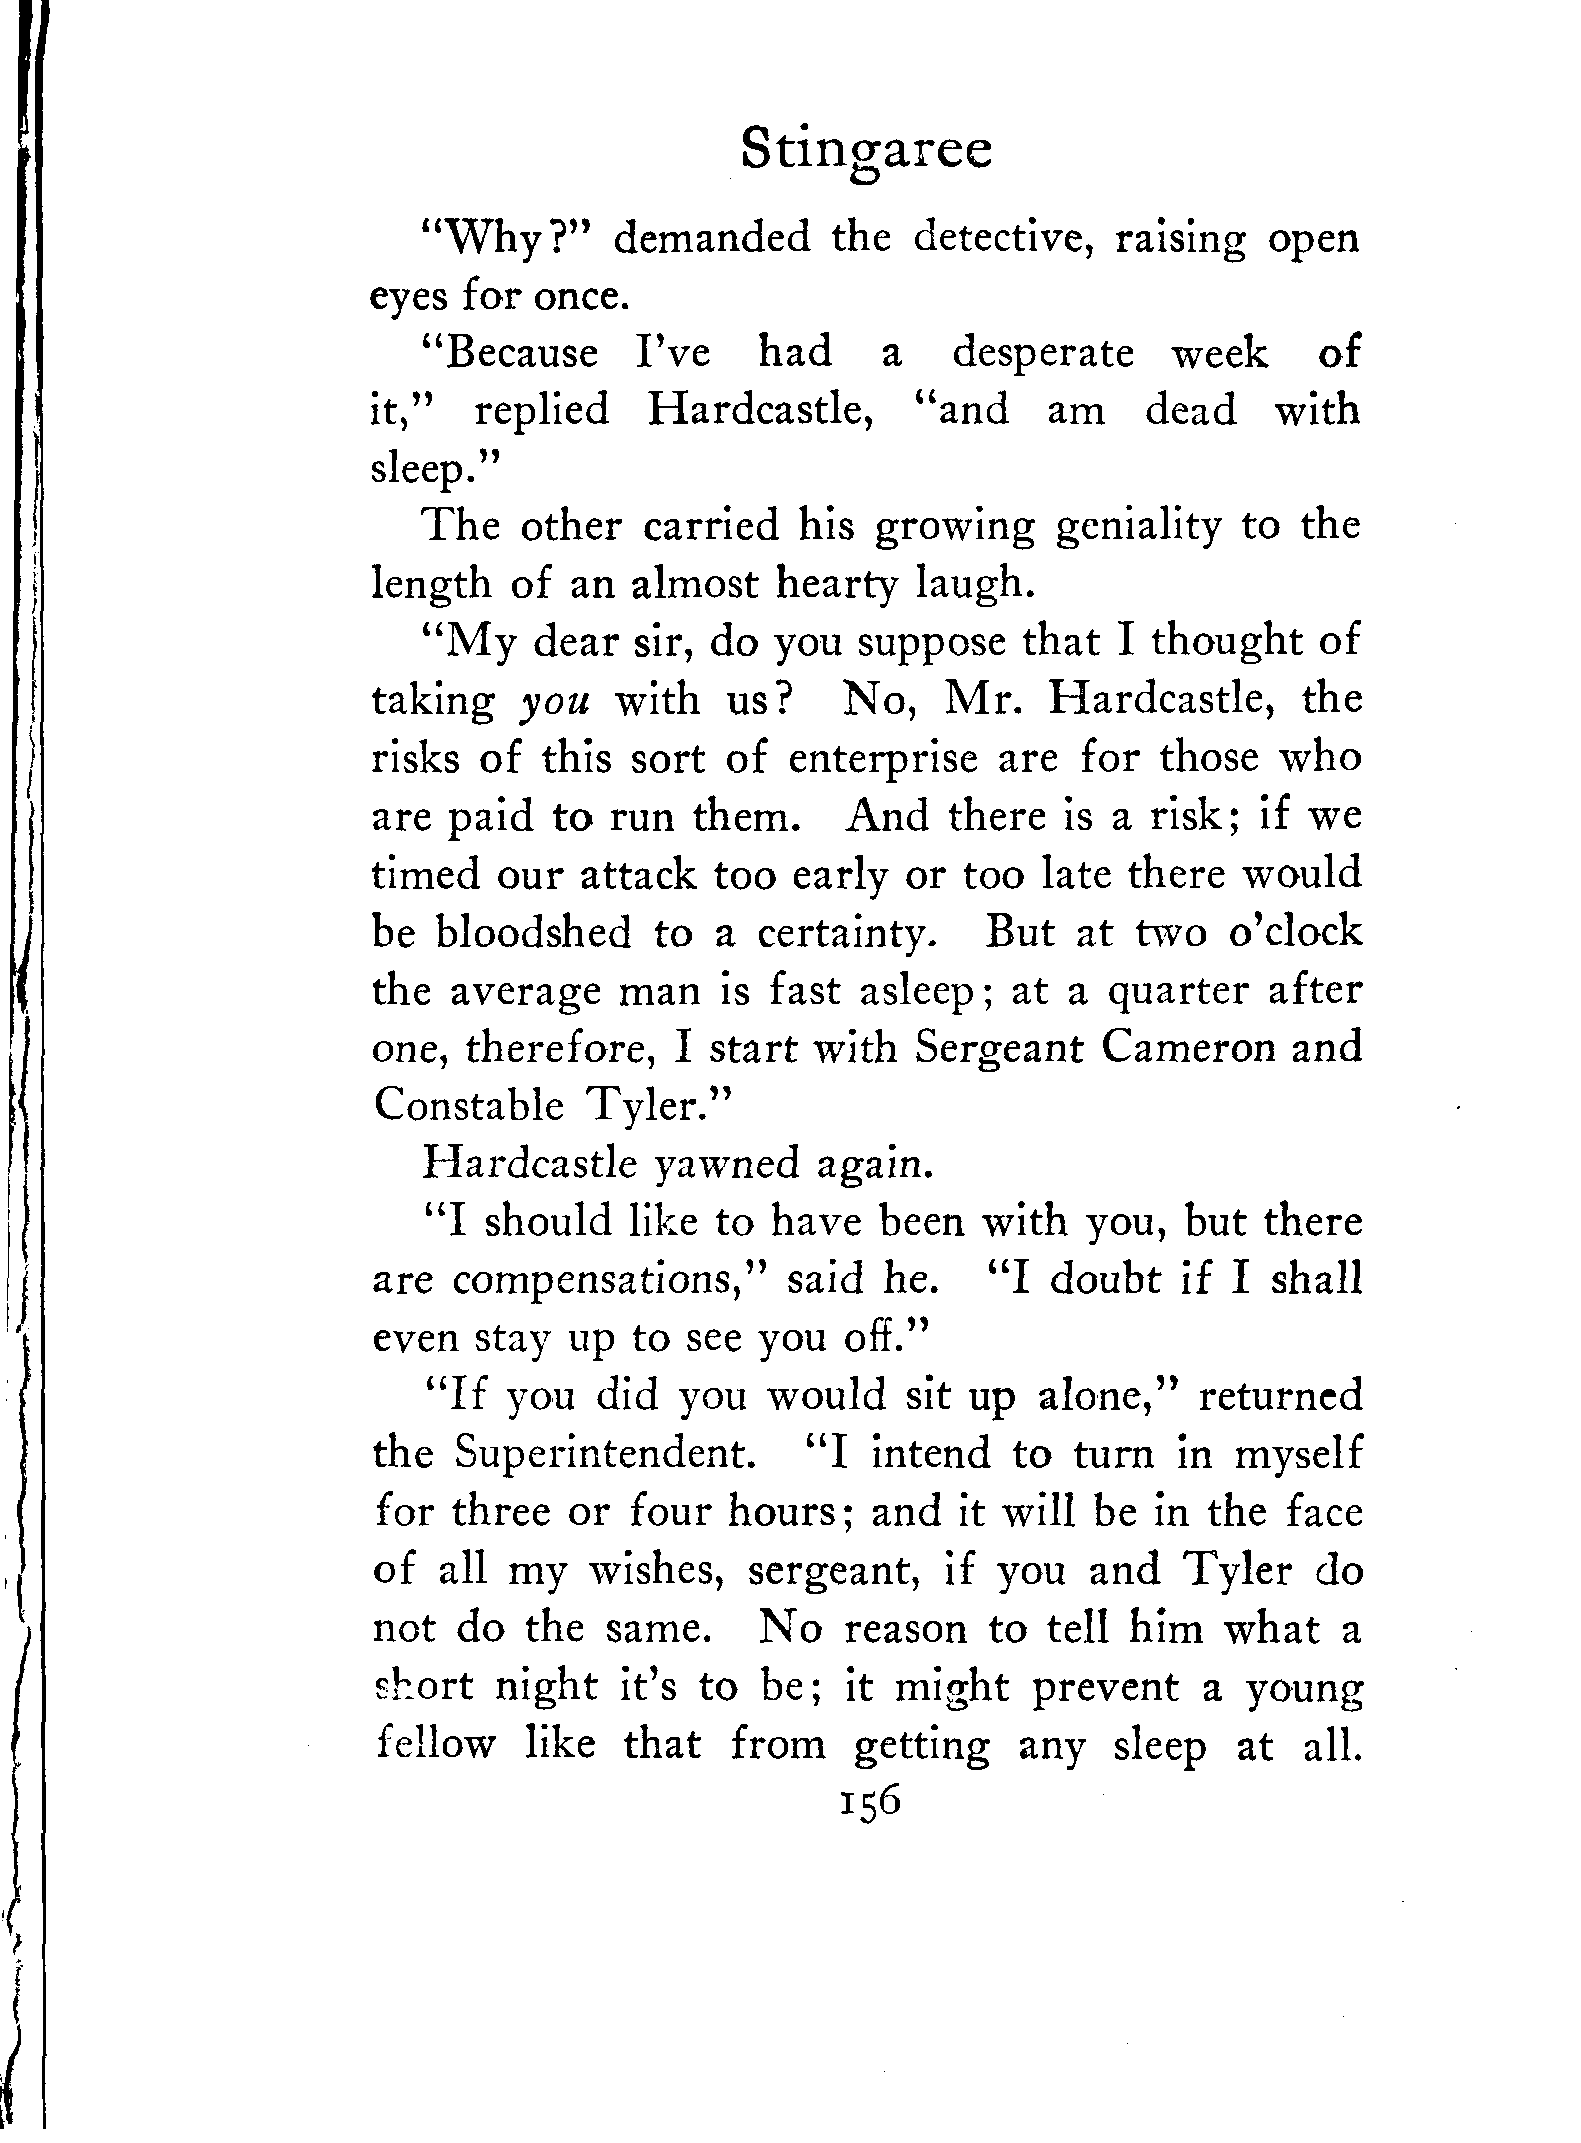 Stingaree
“Why?” demanded the detective, raising open
eyes for once.
“Because I’ve had a desperate week of
it,” replied Hardcastle, “and am dead with
sleep.”
The other carried his growing geniality to the
length of an almost hearty laugh.
“My dear sir, do you suppose that I thought of
taking you with us? No, Mr. Hardcastle, the
risks of this sort of enterprise are for those who
are paid to run them. And there is a risk; if we
timed our attack too early or too late there would
be bloodshed to a certainty. But at two o’clock
the average man is fast asleep; at a quarter after
one, therefore, I start with Sergeant Cameron and
Constable Tyler.”
Hardcastle yawned again.
“I should like to have been with you, but there
are compensations,” said he. “I doubt if I shall
even stay up to see you off.”
“If you did you would sit up alone,” returned
the Superintendent. “I intend to turn in myself
for three or four hours; and it will be in the face
of all my wishes, sergeant, if you and Tyler do
not do the same. No reason to tell him what a
short night it’s to be; it might prevent a young
fellow like that from getting any sleep at all.
156